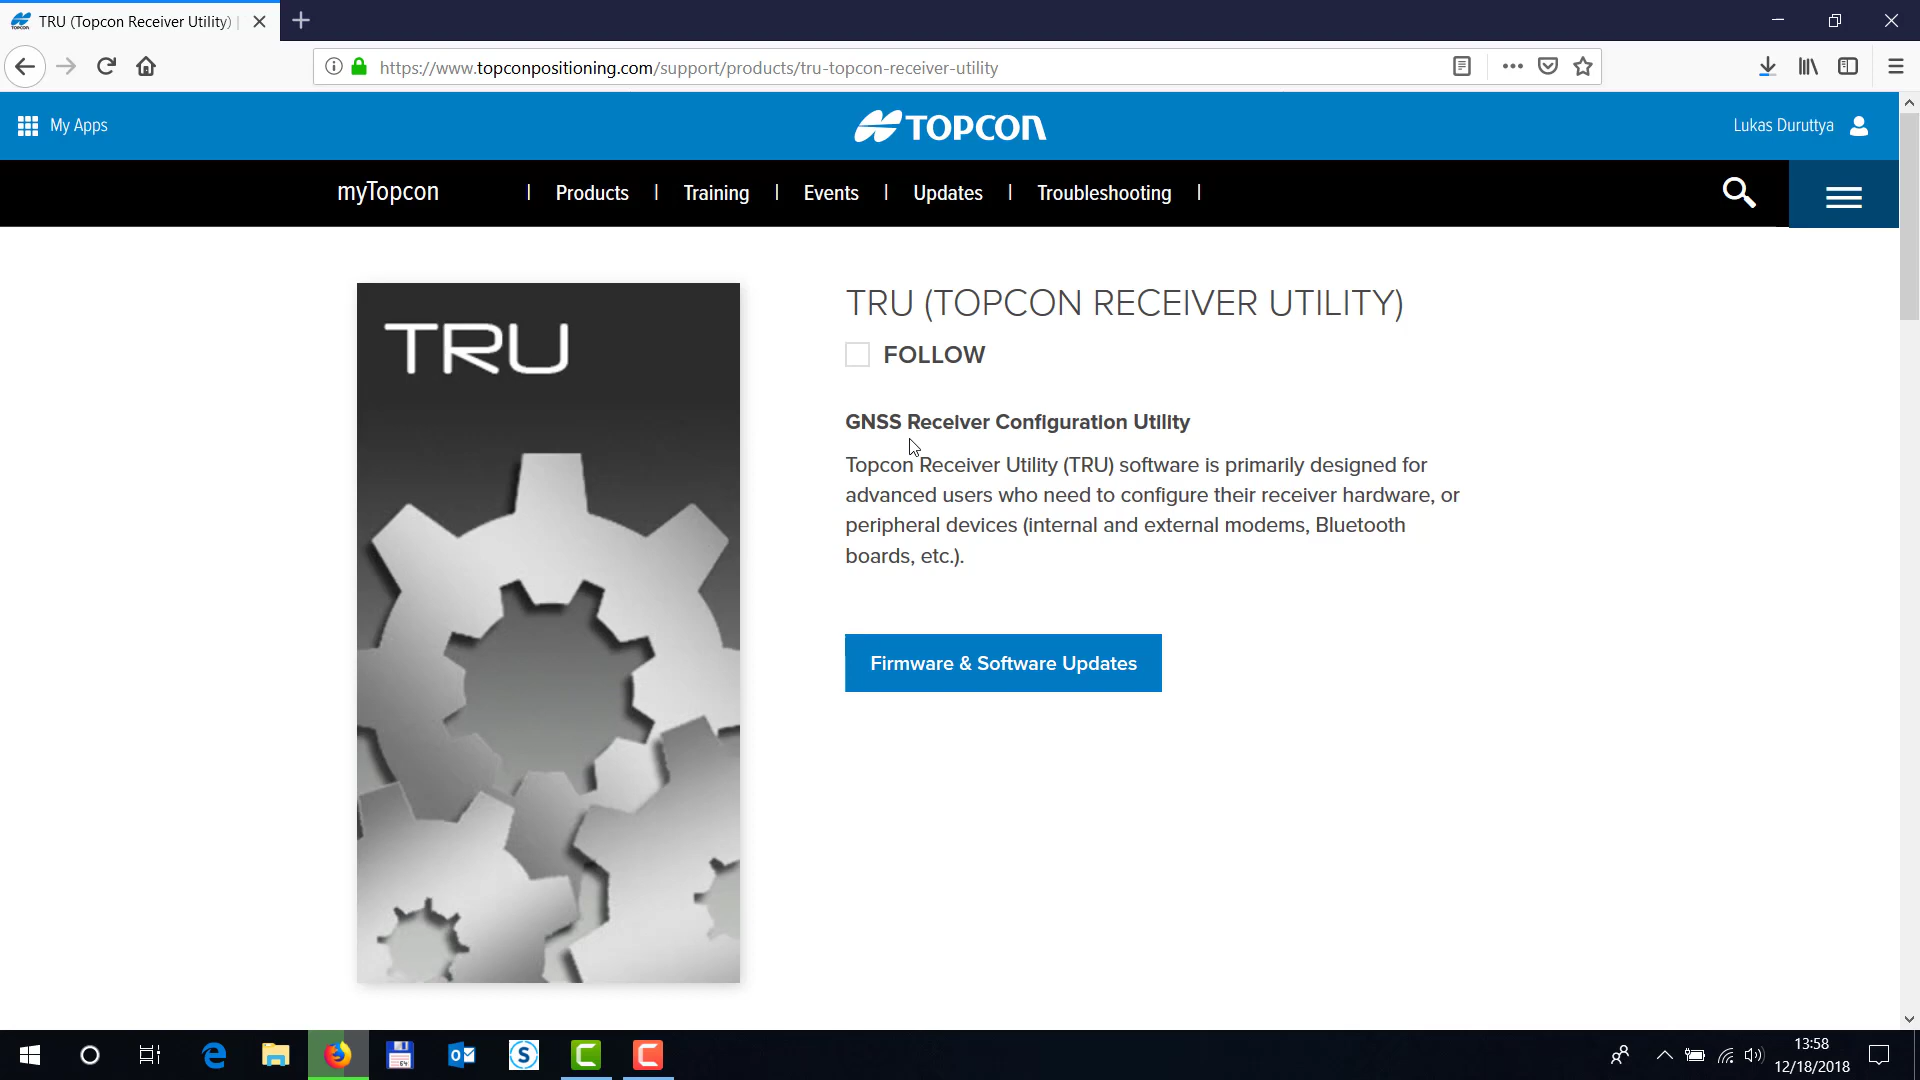 TRU (Topcon Receiver Utility) |
https://www.topconpositioning.com/support/products/tru-topcon-receiver-utility
My Apps
TOPCON
Lukas Duruttya
myTopcon | Products | Training | Events | Updates | Troubleshooting |
TRU
TRU (TOPCON RECEIVER UTILITY)
FOLLOW
GNSS Receiver Configuration Utility
Topcon Receiver Utility (TRU) software is primarily designed for
advanced users who need to configure their receiver hardware, or
peripheral devices (internal and external modems, Bluetooth
boards, etc.).
Firmware & Software Updates
13:58
12/18/2018